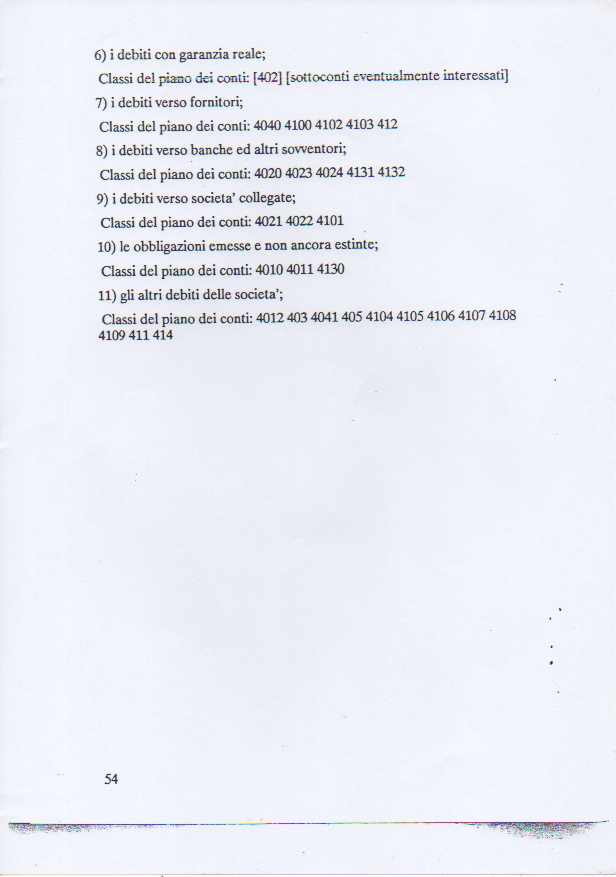 6) i debiti con garanzia reale;
Classi del piano dei conti: [402] [sottoconti eventualmente interessati]
7) i debiti verso fornitori;
Classi del piano dei conti: 4040 4100 4102 4103 412
8) i debiti verso banche ed altri sovventori;
Classi del piano dei conti: 4020 4023 4024 4131 4132
9) i debiti verso societa' collegate;
Classi del piano dei conti: 4021 4022 4101
10) le obbligazioni emesse e non ancora estinte;
Classi del piano dei conti: 4010 4011 4130
11) gli altri debiti delle societa';
Classi del piano dei conti: 4012 403 4041 405 4104 4105 4106 4107 4108
4109 411 414
54